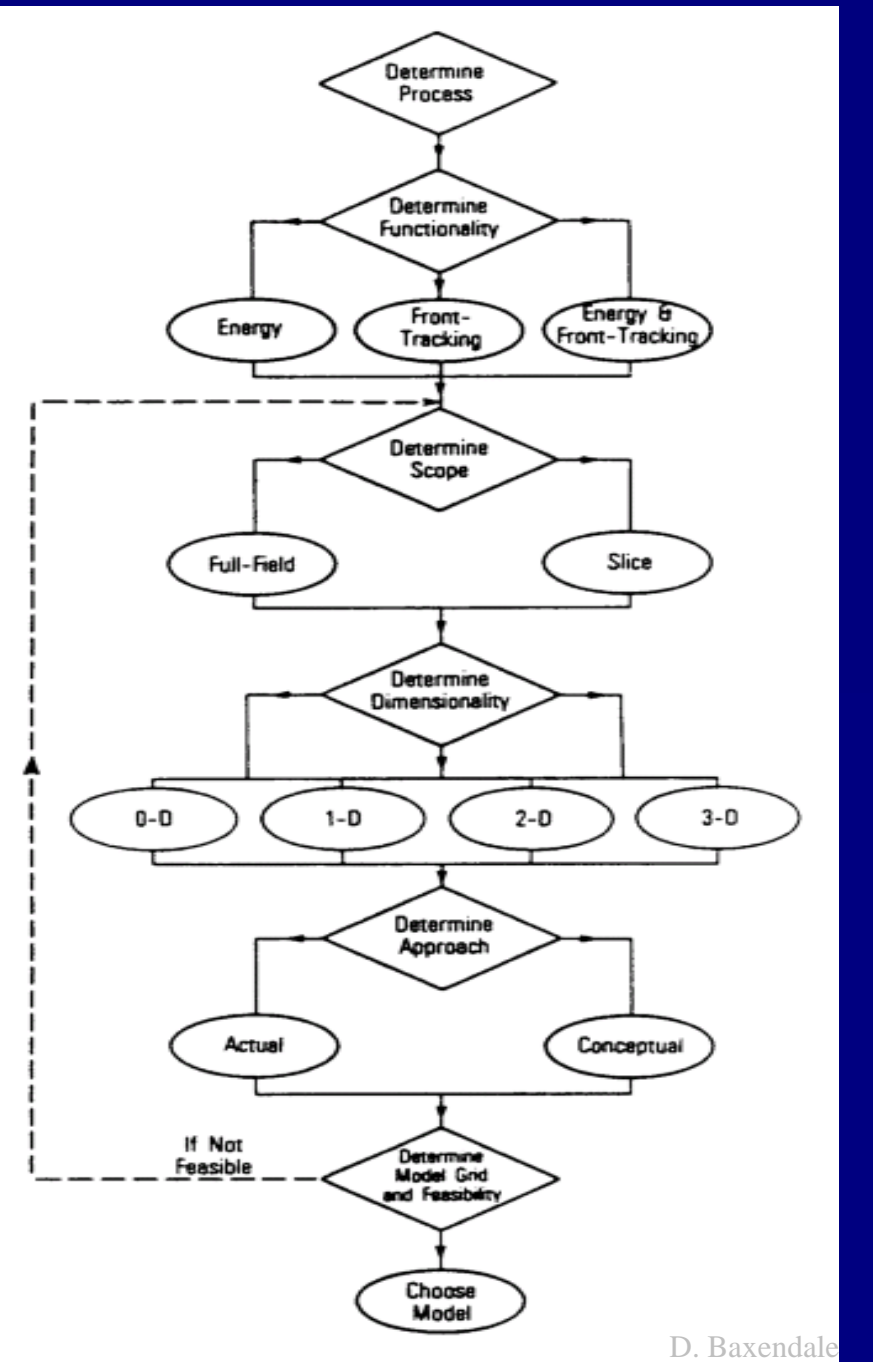 Determine
Process
Determine
Functionality
Energy
Front-
Tracking
Energy &
Front-Tracking
Determine
Scope
Full-Field
Slice
Determine
Dimensionality
0-D
1-D
2-D
3-D
Determine
Approach
Actual
Conceptual
If Not
Feasible
Determine
Model Grid
and Feasibility
Choose
Model
D. Baxendale